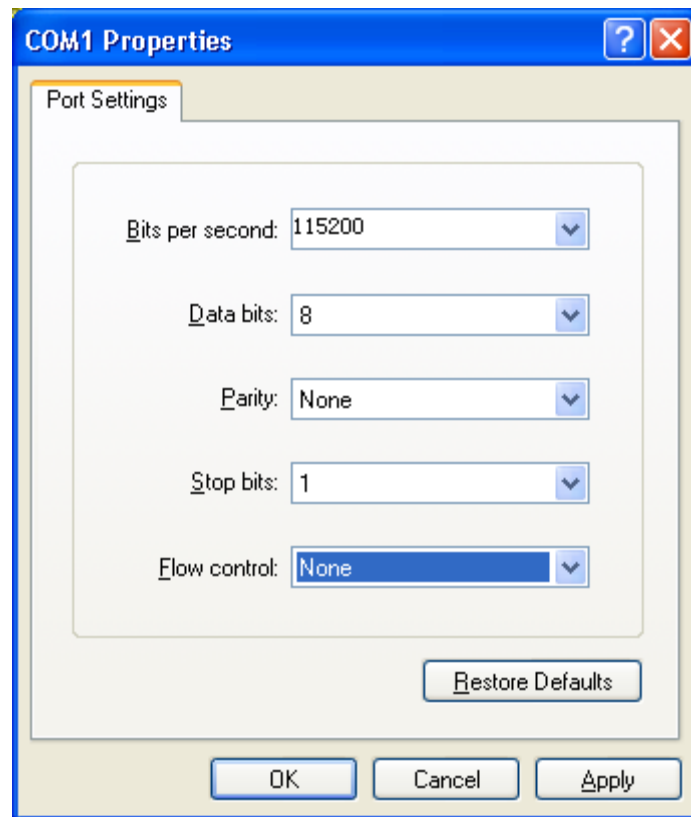 COM1 Properties
Port Settings
Bits per second: 115200
Data bits: 8
Parity: None
Stop bits: 1
Flow control: None
Restore Defaults
OK Cancel Apply